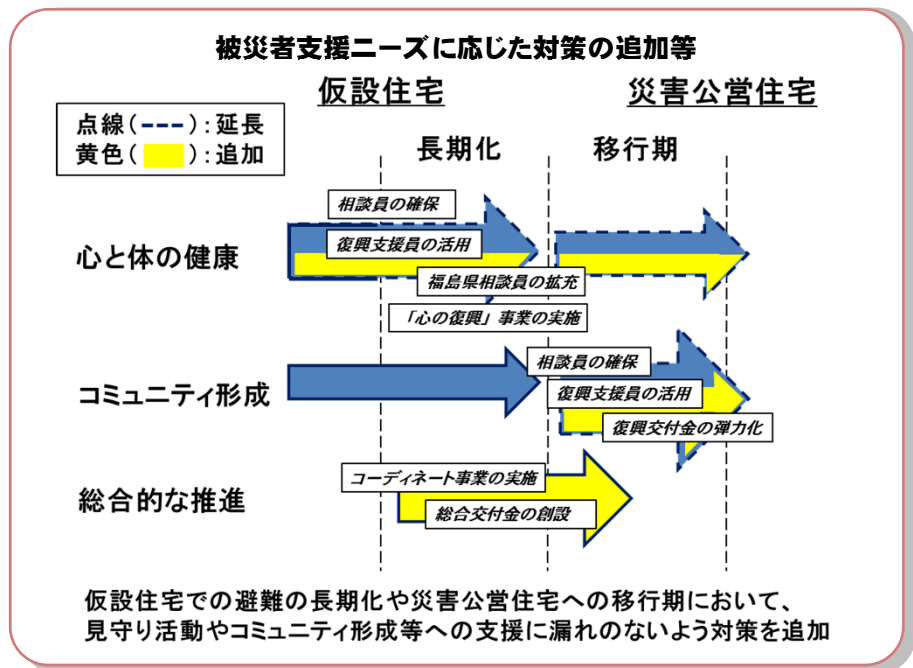 被災者支援ニーズに応じた対策の追加等
仮設住宅
災害公営住宅
点線(---):延長
黄色( ):追加
長期化
移行期
心と体の健康
相談員の確保
復興支援員の活用
福島県相談員の拡充
「心の復興」事業の実施
コミュニティ形成
相談員の確保
復興支援員の活用
復興交付金の弾力化
総合的な推進
コーディネート事業の実施
総合交付金の創設
仮設住宅での避難の長期化や災害公営住宅への移行期において、
見守り活動やコミュニティ形成等への支援に漏れのないよう対策を追加